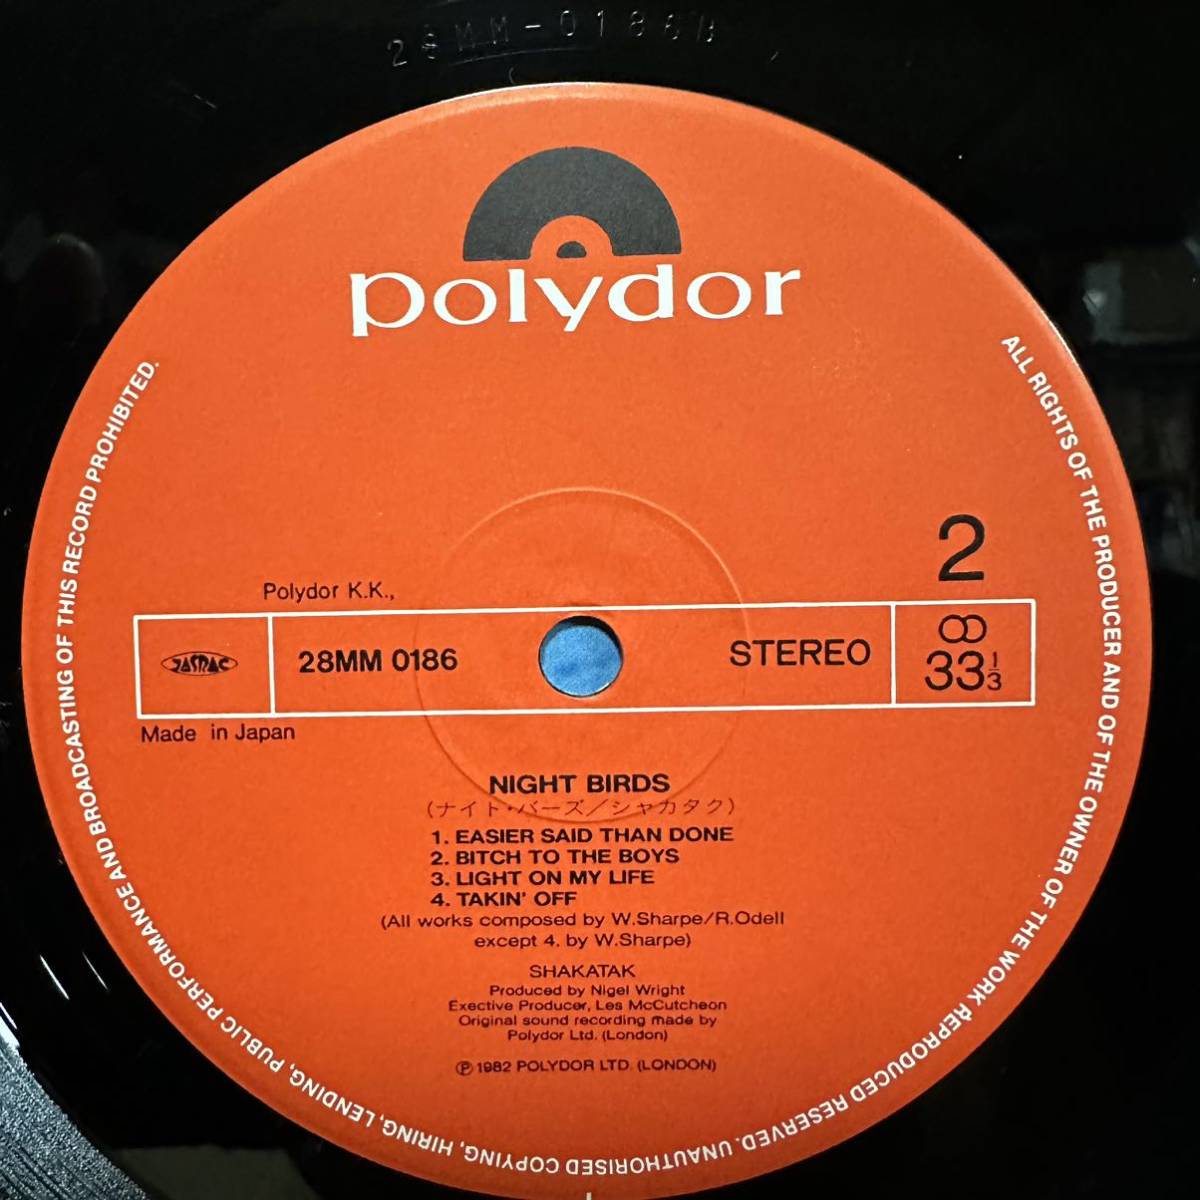 28MM-0186B
polydor
2
Polydor K.K.,
JASRAC
28MM 0186
STEREO
33 1/3
Made in Japan
NIGHT BIRDS
(ナイト・バーズ/シャカタク)
1. EASIER SAID THAN DONE
2. BITCH TO THE BOYS
3. LIGHT ON MY LIFE
4. TAKIN' OFF
(All works composed by W.Sharpe/R.Odell
except 4. by W.Sharpe)
SHAKATAK
Produced by Nigel Wright
Exective Producer, Les McCutcheon
Original sound recording made by
Polydor Ltd. (London)
℗ 1982 POLYDOR LTD. (LONDON)
ALL RIGHTS OF THE PRODUCER AND OF THE OWNER OF THE WORK REPRODUCED RESERVED. UNAUTHORISED COPYING, HIRING, LENDING, PUBLIC PERFORMANCE AND BROADCASTING OF THIS RECORD PROHIBITED.